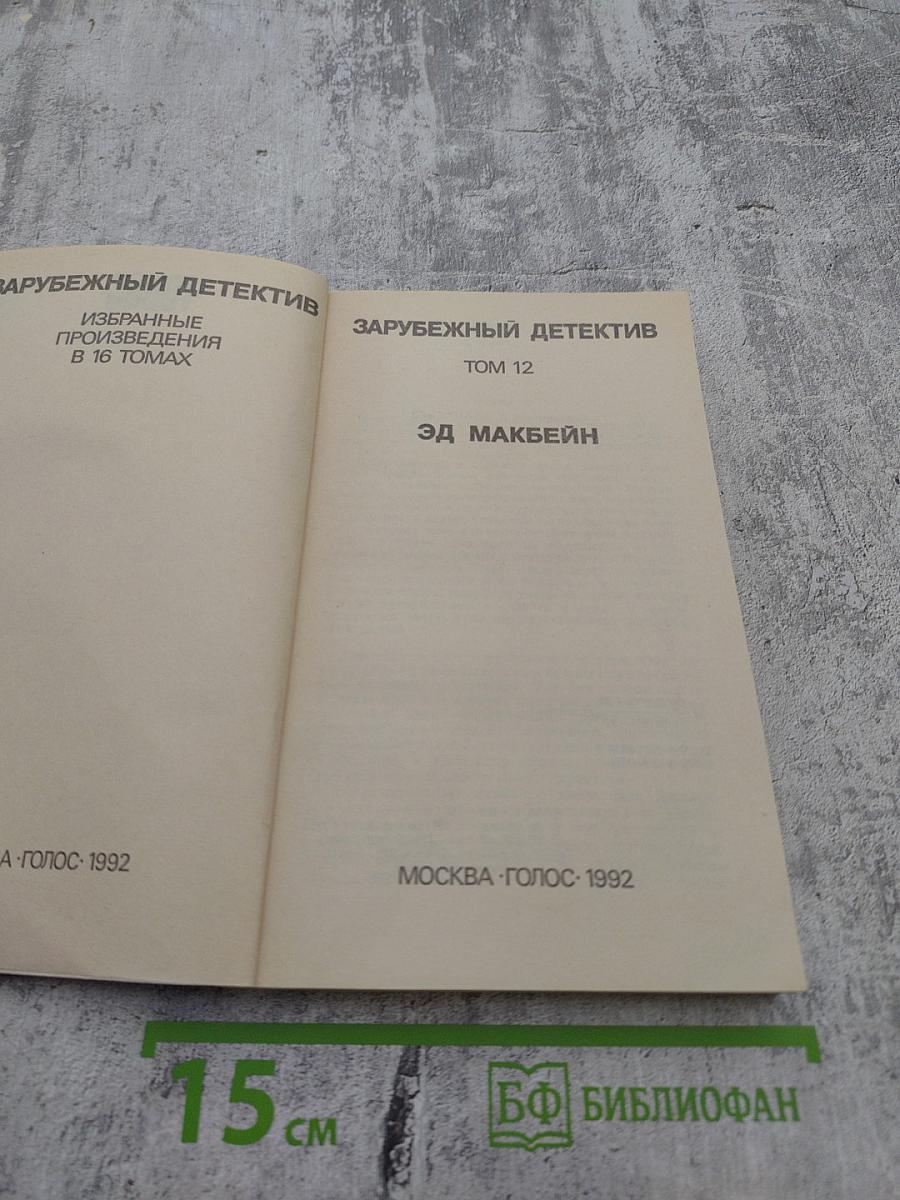 ЗАРУБЕЖНЫЙ ДЕТЕКТИВ
ИЗБРАННЫЕ
ПРОИЗВЕДЕНИЯ
В 16 ТОМАХ
ГОЛОС · 1992
ЗАРУБЕЖНЫЙ ДЕТЕКТИВ
ТОМ 12
ЭД МАКБЕЙН
МОСКВА · ГОЛОС · 1992
15 см
БФ БИБЛИОФАН